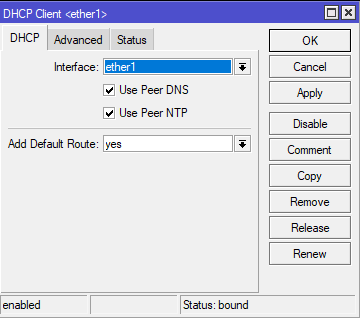 DHCP Client <ether1>
DHCP Advanced Status
Interface: ether1
Use Peer DNS
Use Peer NTP
Add Default Route: yes
OK
Cancel
Apply
Disable
Comment
Copy
Remove
Release
Renew
enabled Status: bound